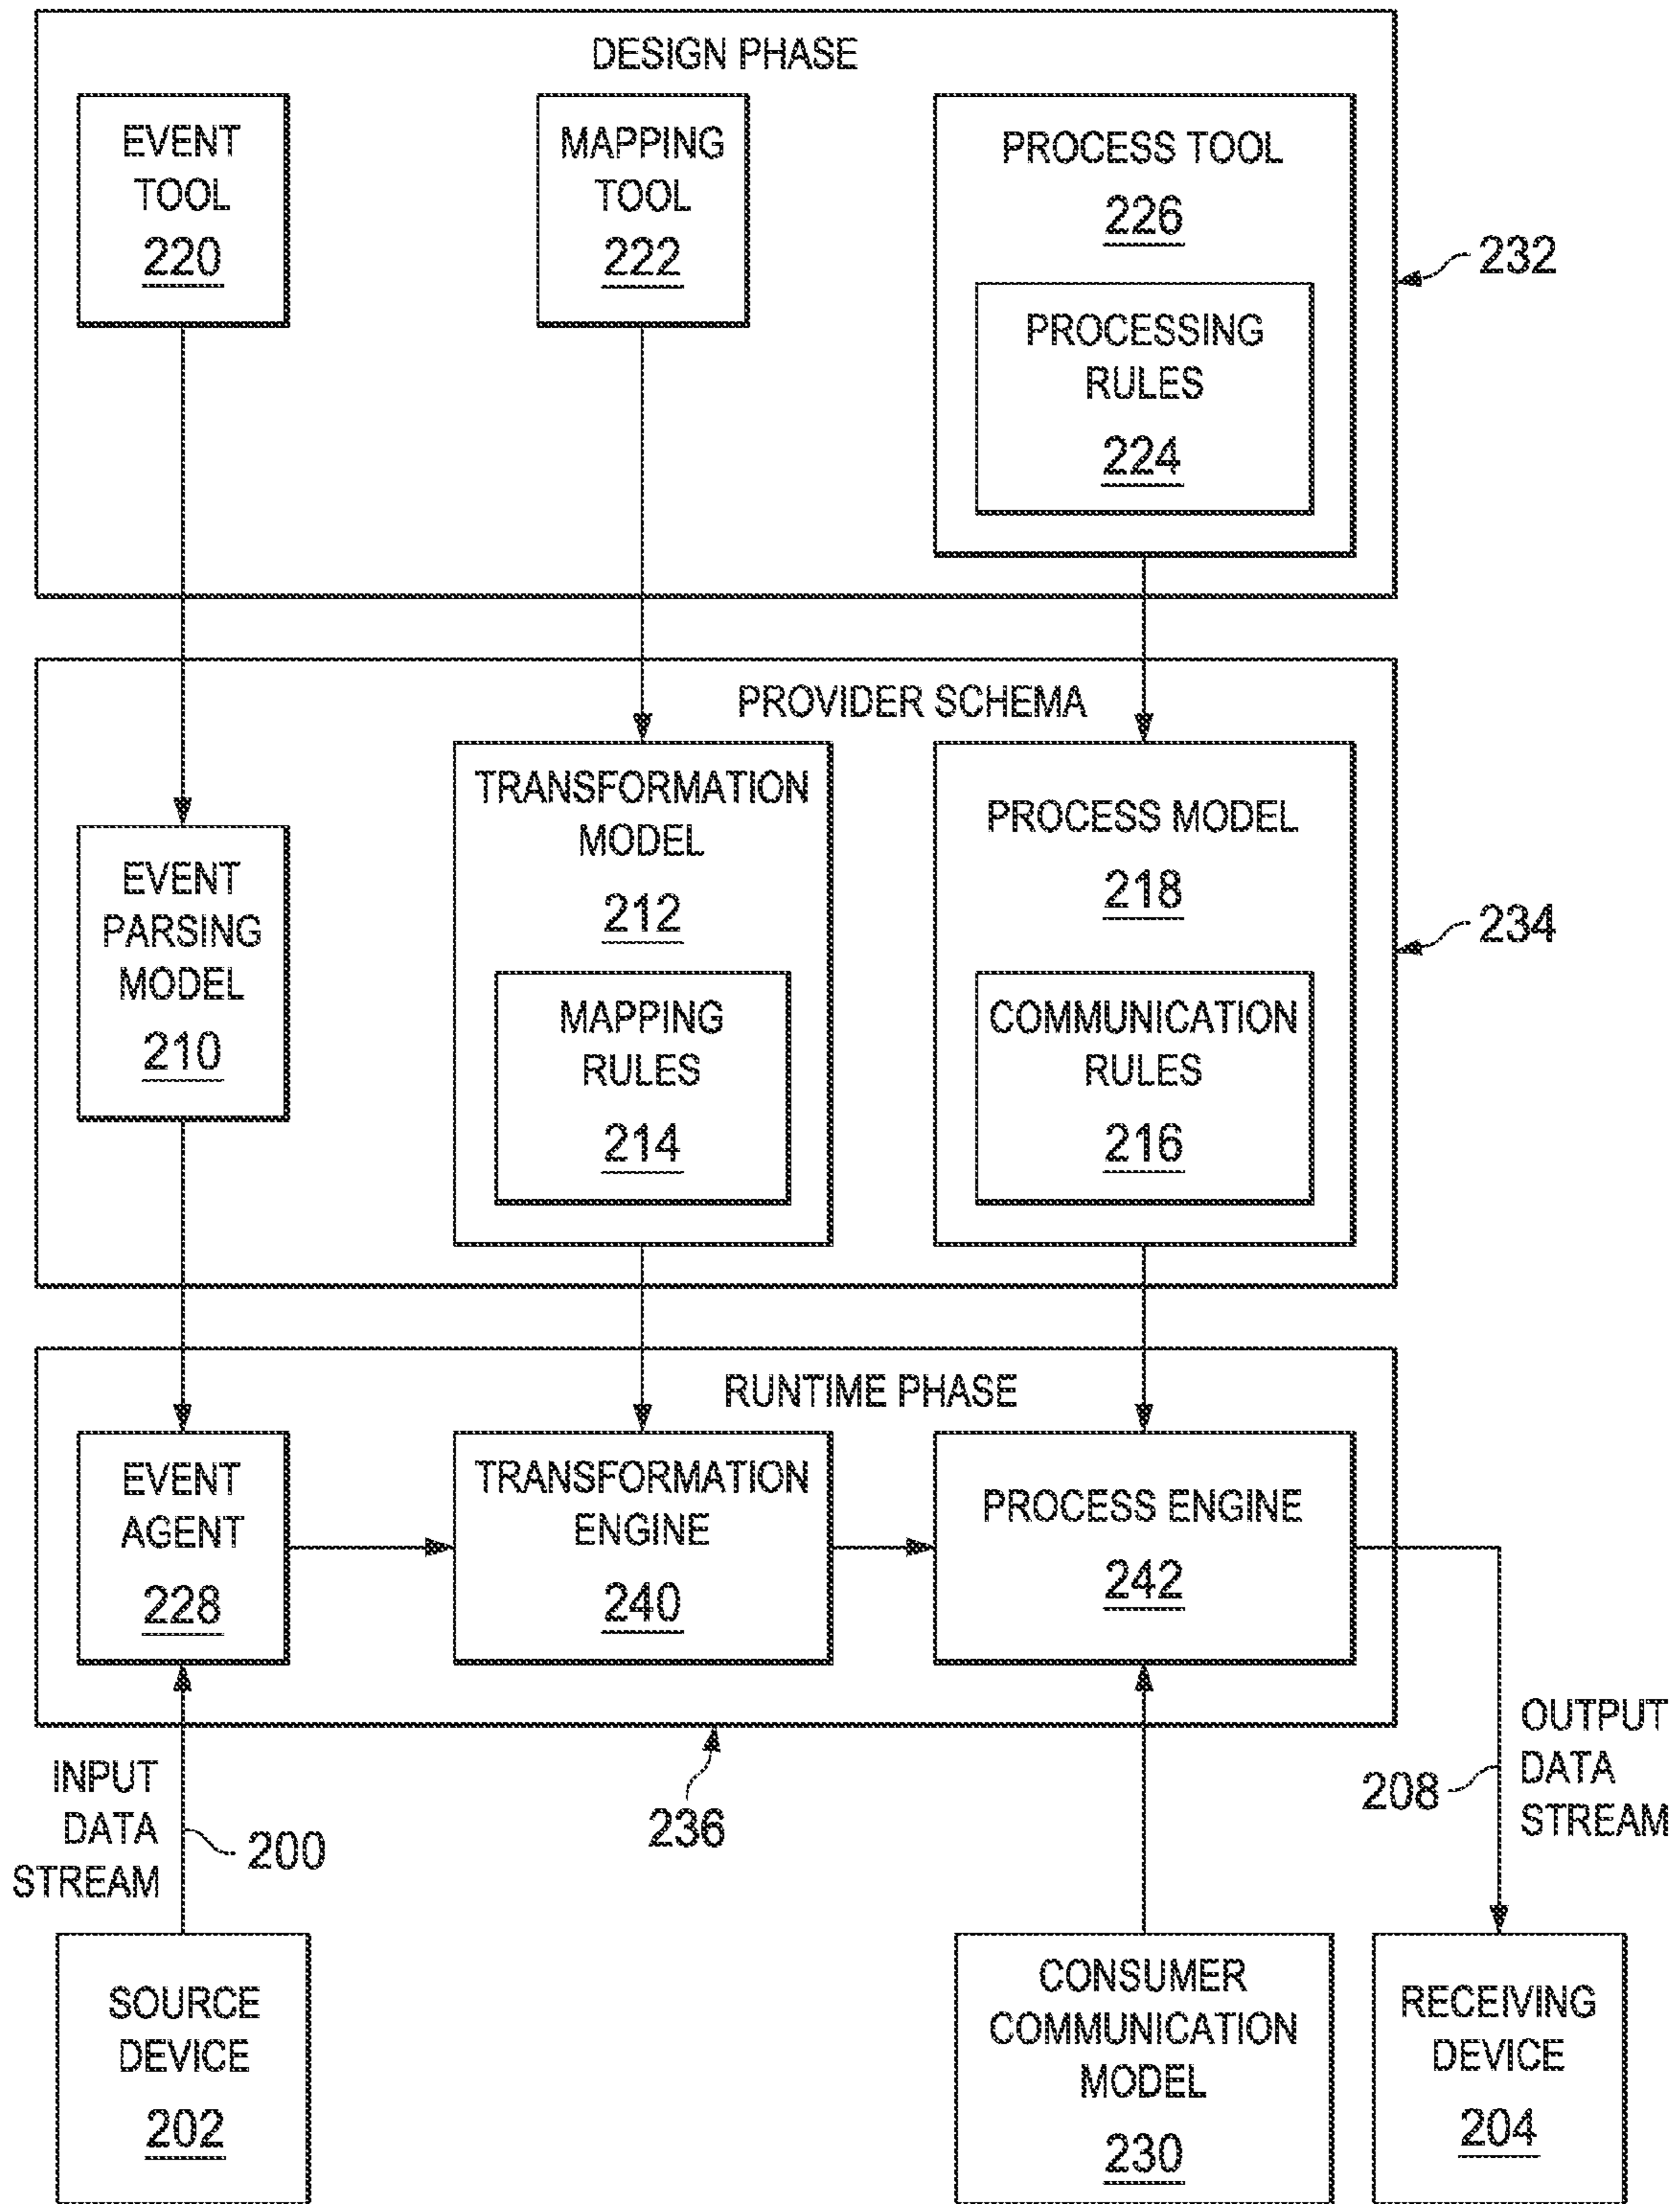 DESIGN PHASE
EVENT
TOOL
220
MAPPING
TOOL
222
PROCESS TOOL
226
PROCESSING
RULES
224
232
PROVIDER SCHEMA
EVENT
PARSING
MODEL
210
TRANSFORMATION
MODEL
212
MAPPING
RULES
214
PROCESS MODEL
218
COMMUNICATION
RULES
216
234
RUNTIME PHASE
EVENT
AGENT
228
TRANSFORMATION
ENGINE
240
PROCESS ENGINE
242
INPUT
DATA
STREAM
200
236
208
OUTPUT
DATA
STREAM
SOURCE
DEVICE
202
CONSUMER
COMMUNICATION
MODEL
230
RECEIVING
DEVICE
204